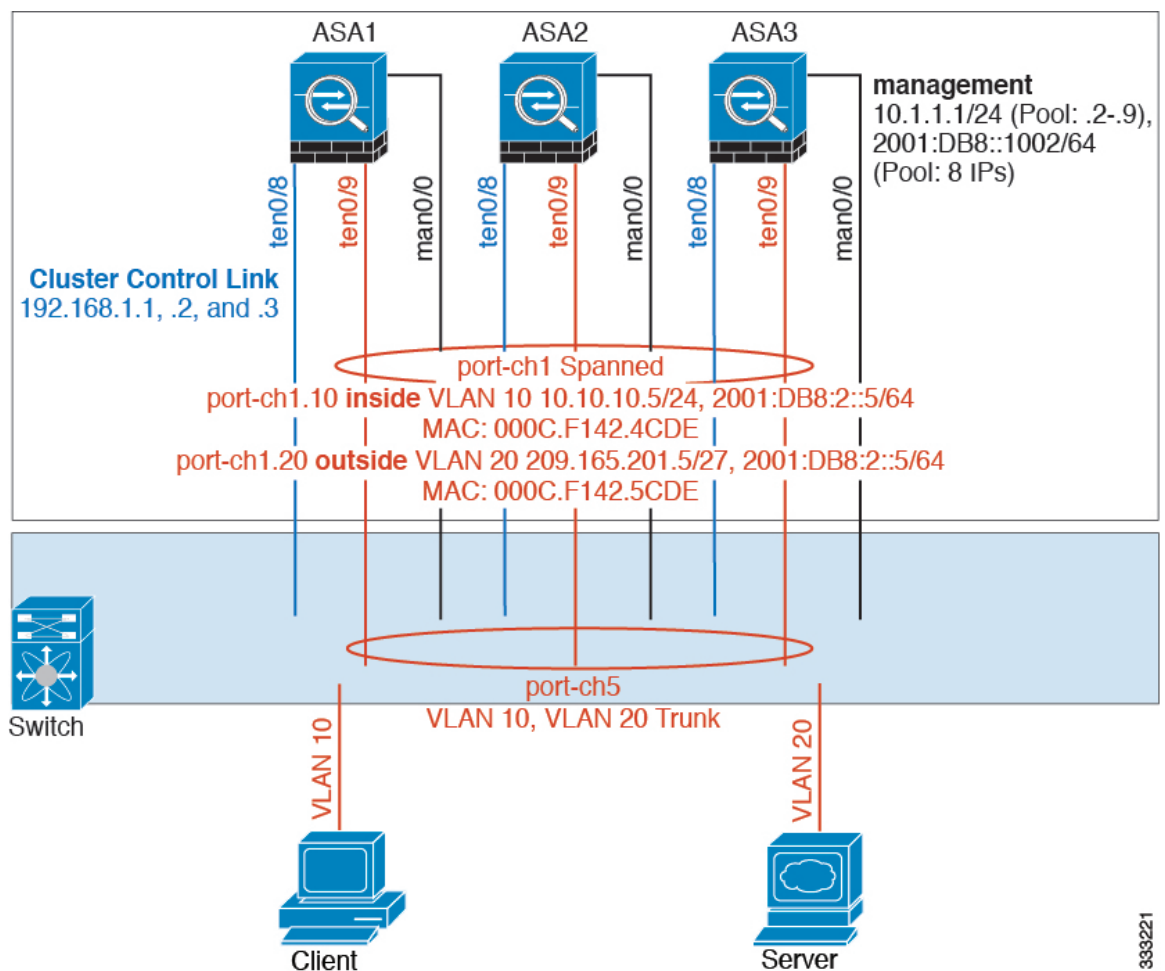 ASA1
ASA2
ASA3
management
10.1.1.1/24 (Pool: .2-.9),
2001:DB8::1002/64
(Pool: 8 IPs)
ten0/8
ten0/9
man0/0
ten0/8
ten0/9
man0/0
ten0/8
ten0/9
man0/0
Cluster Control Link
192.168.1.1, .2, and .3
port-ch1 Spanned
port-ch1.10 inside VLAN 10 10.10.10.5/24, 2001:DB8:2::5/64
MAC: 000C.F142.4CDE
port-ch1.20 outside VLAN 20 209.165.201.5/27, 2001:DB8:2::5/64
MAC: 000C.F142.5CDE
Switch
port-ch5
VLAN 10, VLAN 20 Trunk
VLAN 10
VLAN 20
Client
Server
333221